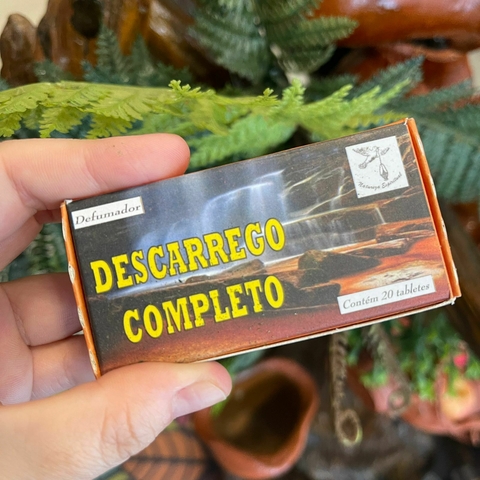 Defumador
DESCARREGO
COMPLETO
Contém 20 tabletes